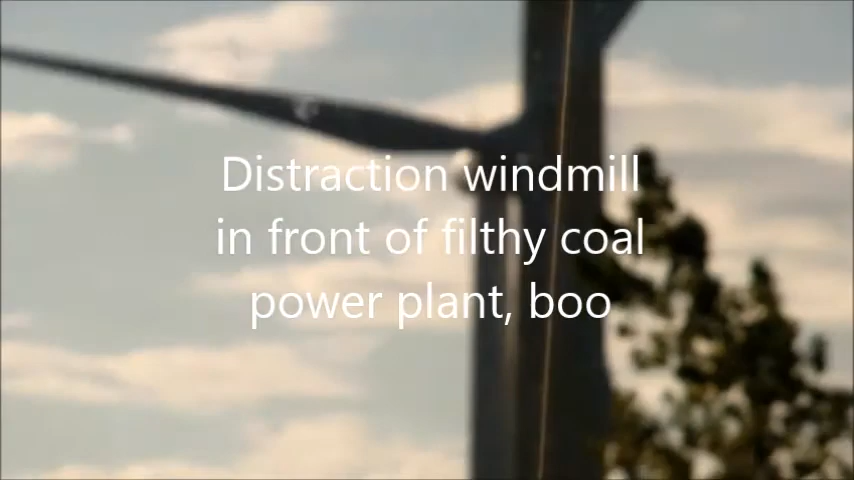 Distraction windmill
in front of filthy coal
power plant, boo